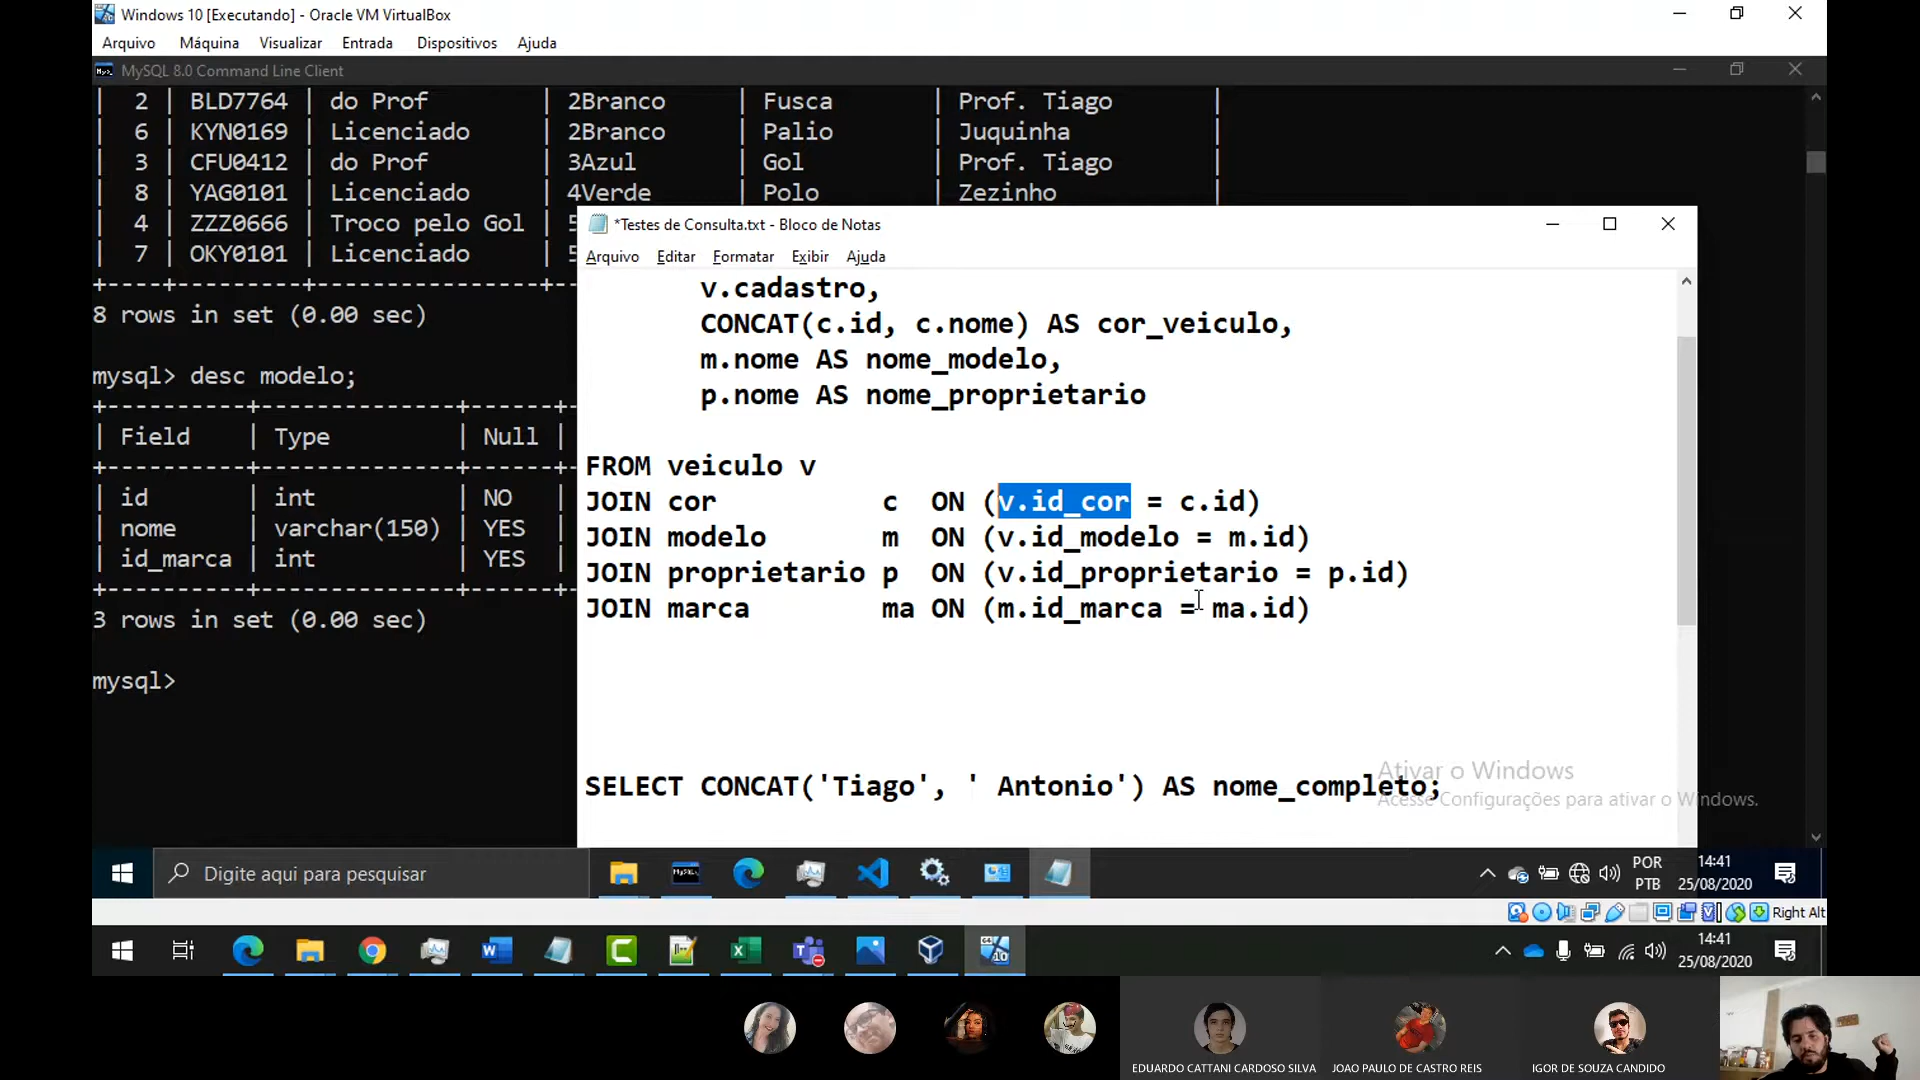 Windows 10 [Executando] - Oracle VM VirtualBox
Arquivo Máquina Visualizar Entrada Dispositivos Ajuda
MySQL 8.0 Command Line Client
| 2 | BLD7764 | do Prof | 2Branco | Fusca | Prof. Tiago |
| 6 | KYN0169 | Licenciado | 2Branco | Palio | Juquinha |
| 3 | CFU0412 | do Prof | 3Azul | Gol | Prof. Tiago |
| 8 | YAG0101 | Licenciado | 4Verde | Polo | Zezinho |
| 4 | ZZZ0666 | Troco pelo Gol | 5
| 7 | OKY0101 | Licenciado | 5
+----+---------+----------------+--
8 rows in set (0.00 sec)
mysql> desc modelo;
+----------+--------------+------+-
| Field | Type | Null |
+----------+--------------+------+-
| id | int | NO |
| nome | varchar(150) | YES |
| id_marca | int | YES |
+----------+--------------+------+-
3 rows in set (0.00 sec)
mysql>
*Testes de Consulta.txt - Bloco de Notas
Arquivo Editar Formatar Exibir Ajuda
v.cadastro,
CONCAT(c.id, c.nome) AS cor_veiculo,
m.nome AS nome_modelo,
p.nome AS nome_proprietario
FROM veiculo v
JOIN cor c ON (v.id_cor = c.id)
JOIN modelo m ON (v.id_modelo = m.id)
JOIN proprietario p ON (v.id_proprietario = p.id)
JOIN marca ma ON (m.id_marca = ma.id)
SELECT CONCAT('Tiago', ' Antonio') AS nome_completo;
Ativar o Windows
Acesse Configurações para ativar o Windows.
Digite aqui para pesquisar
POR
PTB
14:41
25/08/2020
Right Alt
14:41
25/08/2020
EDUARDO CATTANI CARDOSO SILVA
JOAO PAULO DE CASTRO REIS
IGOR DE SOUZA CANDIDO